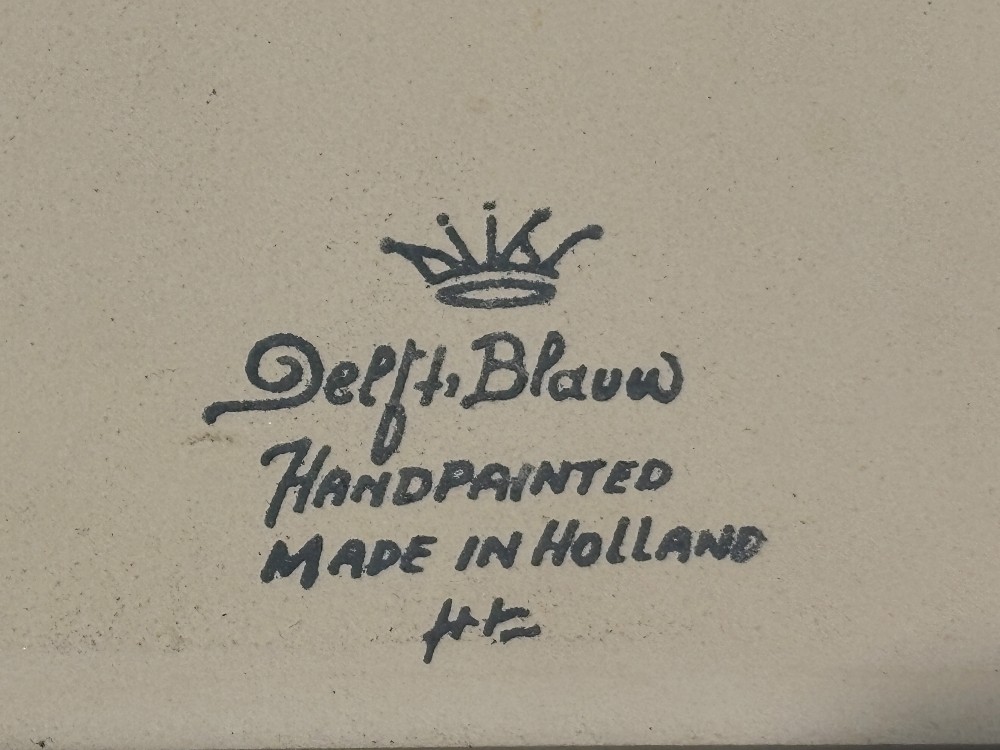 Delft, Blauw
HANDPAINTED
MADE IN HOLLAND